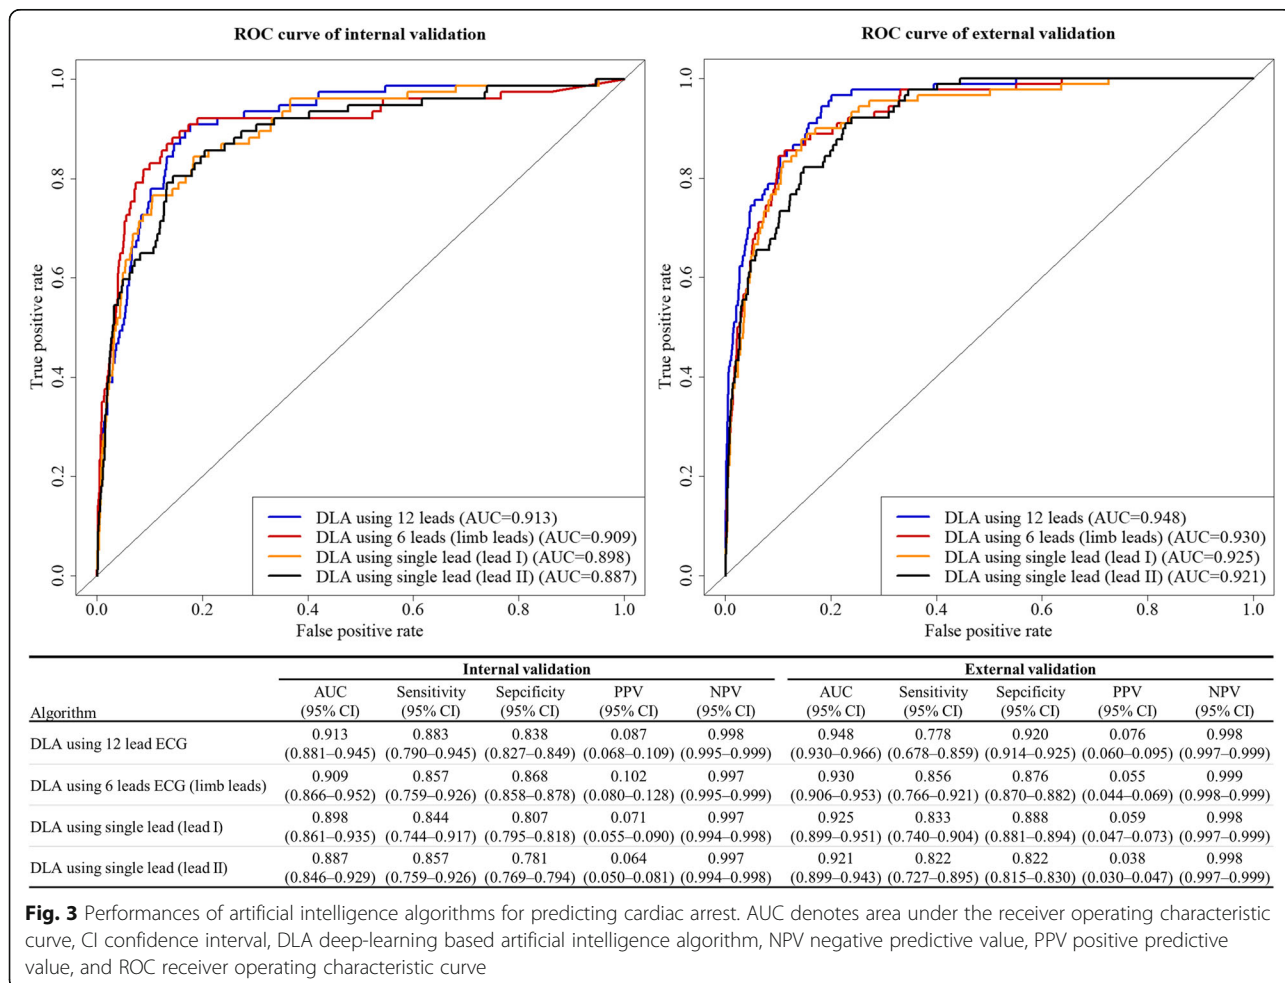 ROC curve of internal validation
True positive rate
0.0 0.2 0.4 0.6 0.8 1.0
DLA using 12 leads (AUC=0.913)
DLA using 6 leads (limb leads) (AUC=0.909)
DLA using single lead (lead I) (AUC=0.898)
DLA using single lead (lead II) (AUC=0.887)
0.0 0.2 0.4 0.6 0.8 1.0
False positive rate
ROC curve of external validation
True positive rate
0.0 0.2 0.4 0.6 0.8 1.0
DLA using 12 leads (AUC=0.948)
DLA using 6 leads (limb leads) (AUC=0.930)
DLA using single lead (lead I) (AUC=0.925)
DLA using single lead (lead II) (AUC=0.921)
0.0 0.2 0.4 0.6 0.8 1.0
False positive rate
Internal validation External validation
AUC Sensitivity Sepcificity PPV NPV AUC Sensitivity Sepcificity PPV NPV
Algorithm (95% CI) (95% CI) (95% CI) (95% CI) (95% CI) (95% CI) (95% CI) (95% CI) (95% CI) (95% CI)
DLA using 12 lead ECG
0.913 0.883 0.838 0.087 0.998 0.948 0.778 0.920 0.076 0.998
(0.881–0.945) (0.790–0.945) (0.827–0.849) (0.068–0.109) (0.995–0.999) (0.930–0.966) (0.678–0.859) (0.914–0.925) (0.060–0.095) (0.997–0.999)
DLA using 6 leads ECG (limb leads)
0.909 0.857 0.868 0.102 0.997 0.930 0.856 0.876 0.055 0.999
(0.866–0.952) (0.759–0.926) (0.858–0.878) (0.080–0.128) (0.995–0.999) (0.906–0.953) (0.766–0.921) (0.870–0.882) (0.044–0.069) (0.998–0.999)
DLA using single lead (lead I)
0.898 0.844 0.807 0.071 0.997 0.925 0.833 0.888 0.059 0.998
(0.861–0.935) (0.744–0.917) (0.795–0.818) (0.055–0.090) (0.994–0.998) (0.899–0.951) (0.740–0.904) (0.881–0.894) (0.047–0.073) (0.997–0.999)
DLA using single lead (lead II)
0.887 0.857 0.781 0.064 0.997 0.921 0.822 0.822 0.038 0.998
(0.846–0.929) (0.759–0.926) (0.769–0.794) (0.050–0.081) (0.994–0.998) (0.899–0.943) (0.727–0.895) (0.815–0.830) (0.030–0.047) (0.997–0.999)
Fig. 3 Performances of artificial intelligence algorithms for predicting cardiac arrest. AUC denotes area under the receiver operating characteristic
curve, CI confidence interval, DLA deep-learning based artificial intelligence algorithm, NPV negative predictive value, PPV positive predictive
value, and ROC receiver operating characteristic curve